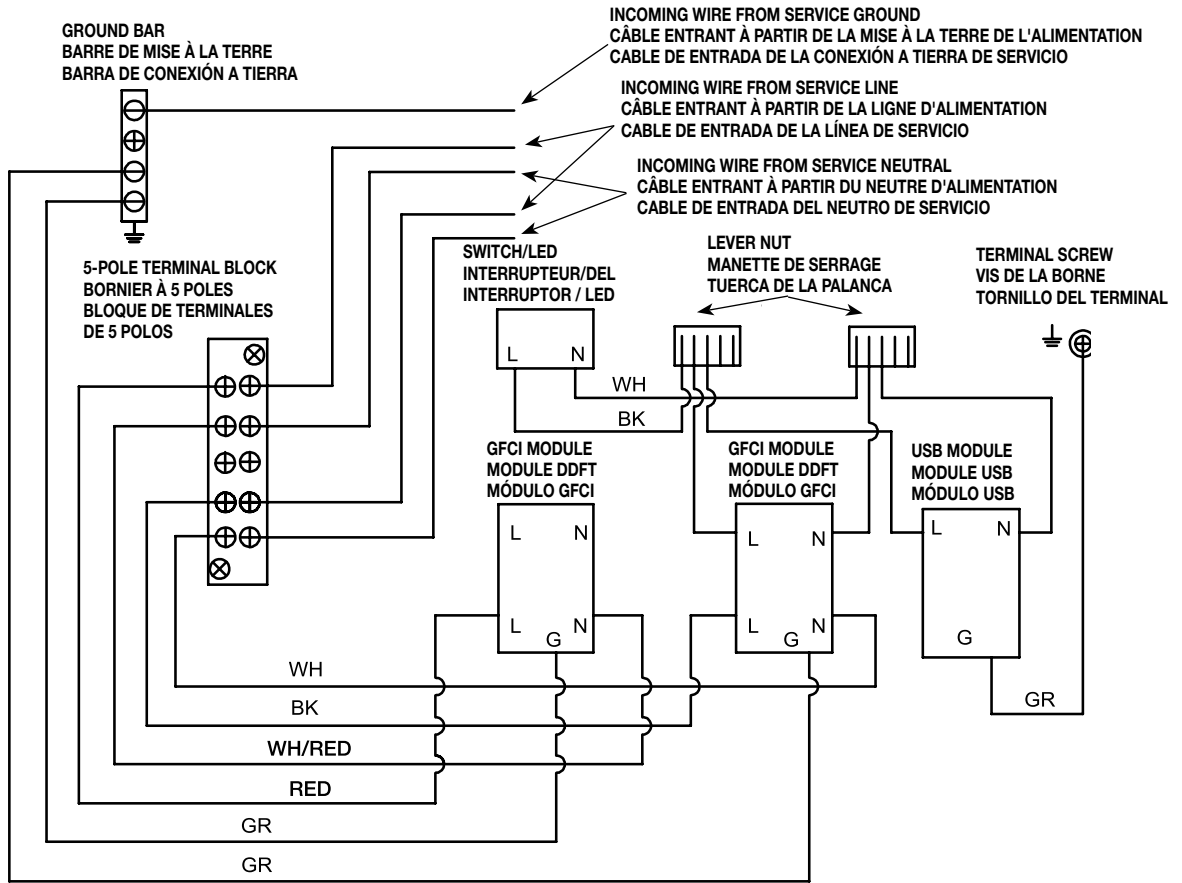 GROUND BAR
BARRE DE MISE À LA TERRE
BARRA DE CONEXIÓN A TIERRA
INCOMING WIRE FROM SERVICE GROUND
CÂBLE ENTRANT À PARTIR DE LA MISE À LA TERRE DE L'ALIMENTATION
CABLE DE ENTRADA DE LA CONEXIÓN A TIERRA DE SERVICIO
INCOMING WIRE FROM SERVICE LINE
CÂBLE ENTRANT À PARTIR DE LA LIGNE D'ALIMENTATION
CABLE DE ENTRADA DE LA LÍNEA DE SERVICIO
INCOMING WIRE FROM SERVICE NEUTRAL
CÂBLE ENTRANT À PARTIR DU NEUTRE D'ALIMENTATION
CABLE DE ENTRADA DEL NEUTRO DE SERVICIO
5-POLE TERMINAL BLOCK
BORNIER À 5 POLES
BLOQUE DE TERMINALES
DE 5 POLOS
SWITCH/LED
INTERRUPTEUR/DEL
INTERRUPTOR / LED
LEVER NUT
MANETTE DE SERRAGE
TUERCA DE LA PALANCA
TERMINAL SCREW
VIS DE LA BORNE
TORNILLO DEL TERMINAL
L N
WH
BK
GFCI MODULE
MODULE DDFT
MÓDULO GFCI
GFCI MODULE
MODULE DDFT
MÓDULO GFCI
USB MODULE
MODULE USB
MÓDULO USB
L N
L N
L N
L N
G
L N
G
G
WH
BK
WH/RED
RED
GR
GR
GR